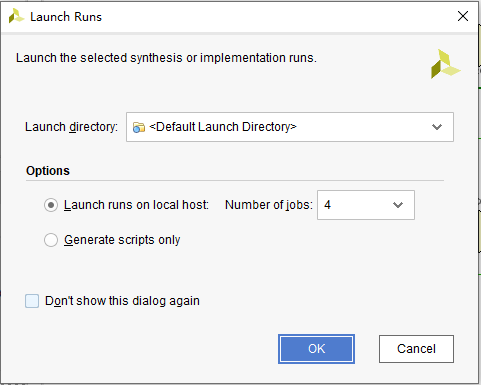 Launch Runs
Launch the selected synthesis or implementation runs.
Launch directory: <Default Launch Directory>
Options
Launch runs on local host: Number of jobs: 4
Generate scripts only
Don't show this dialog again
OK Cancel